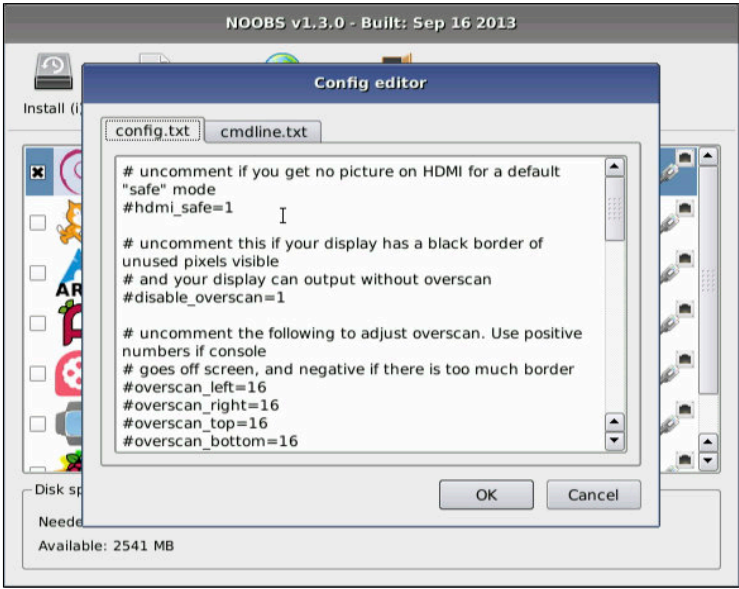 NOOBS v1.3.0 - Built: Sep 16 2013
Install (i)
Config editor
config.txt
cmdline.txt
# uncomment if you get no picture on HDMI for a default
"safe" mode
#hdmi_safe=1
# uncomment this if your display has a black border of
unused pixels visible
# and your display can output without overscan
#disable_overscan=1
# uncomment the following to adjust overscan. Use positive
numbers if console
# goes off screen, and negative if there is too much border
#overscan_left=16
#overscan_right=16
#overscan_top=16
#overscan_bottom=16
AR
OK
Cancel
Disk sp
Neede
Available: 2541 MB